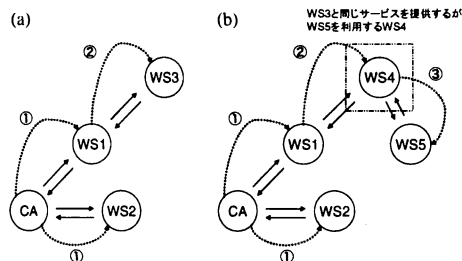 WS3と同じサービスを提供するが
WS5を利用するWS4
(a)
(b)
②
WS3
①
WS1
CA
WS2
①
②
WS4
③
①
WS1
WS5
CA
WS2
①